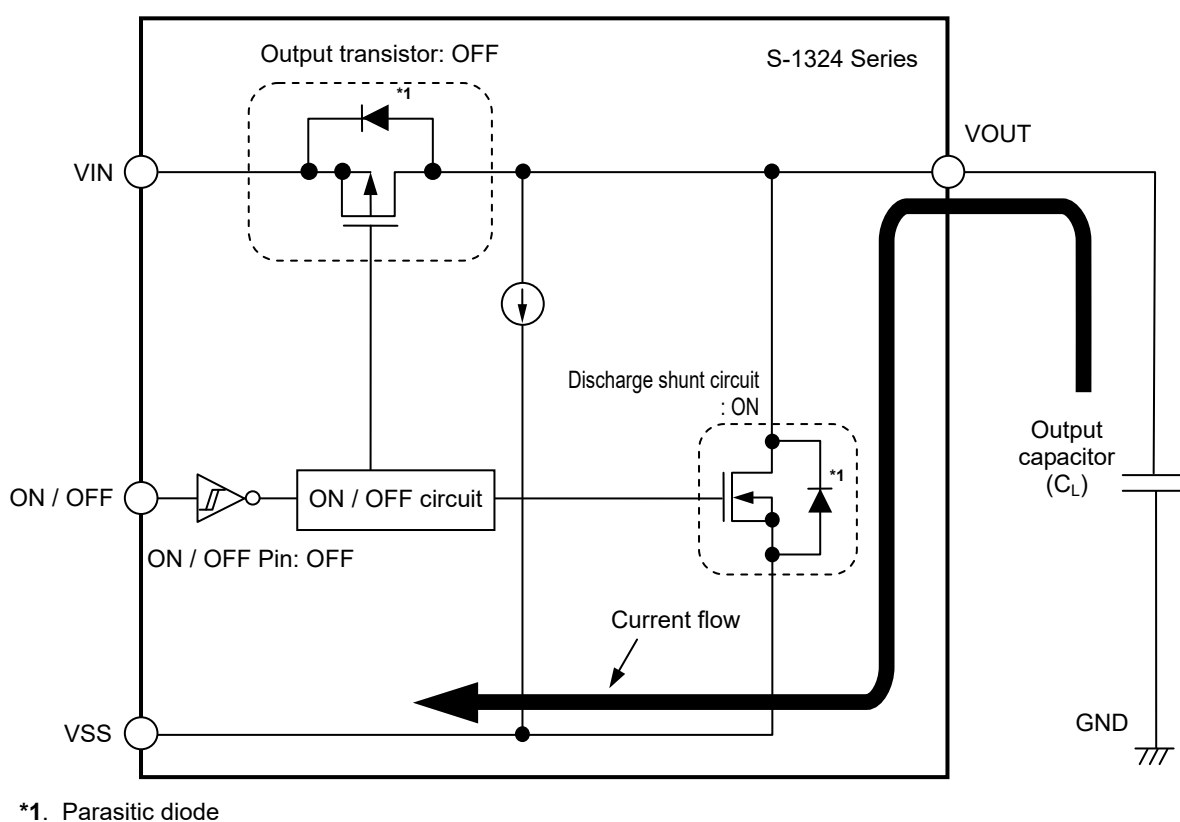 Output transistor: OFF
S-1324 Series
*1
VOUT
VIN
Discharge shunt circuit
: ON
*1
Output
capacitor
(CL)
ON / OFF
ON / OFF circuit
ON / OFF Pin: OFF
Current flow
GND
VSS
*1. Parasitic diode